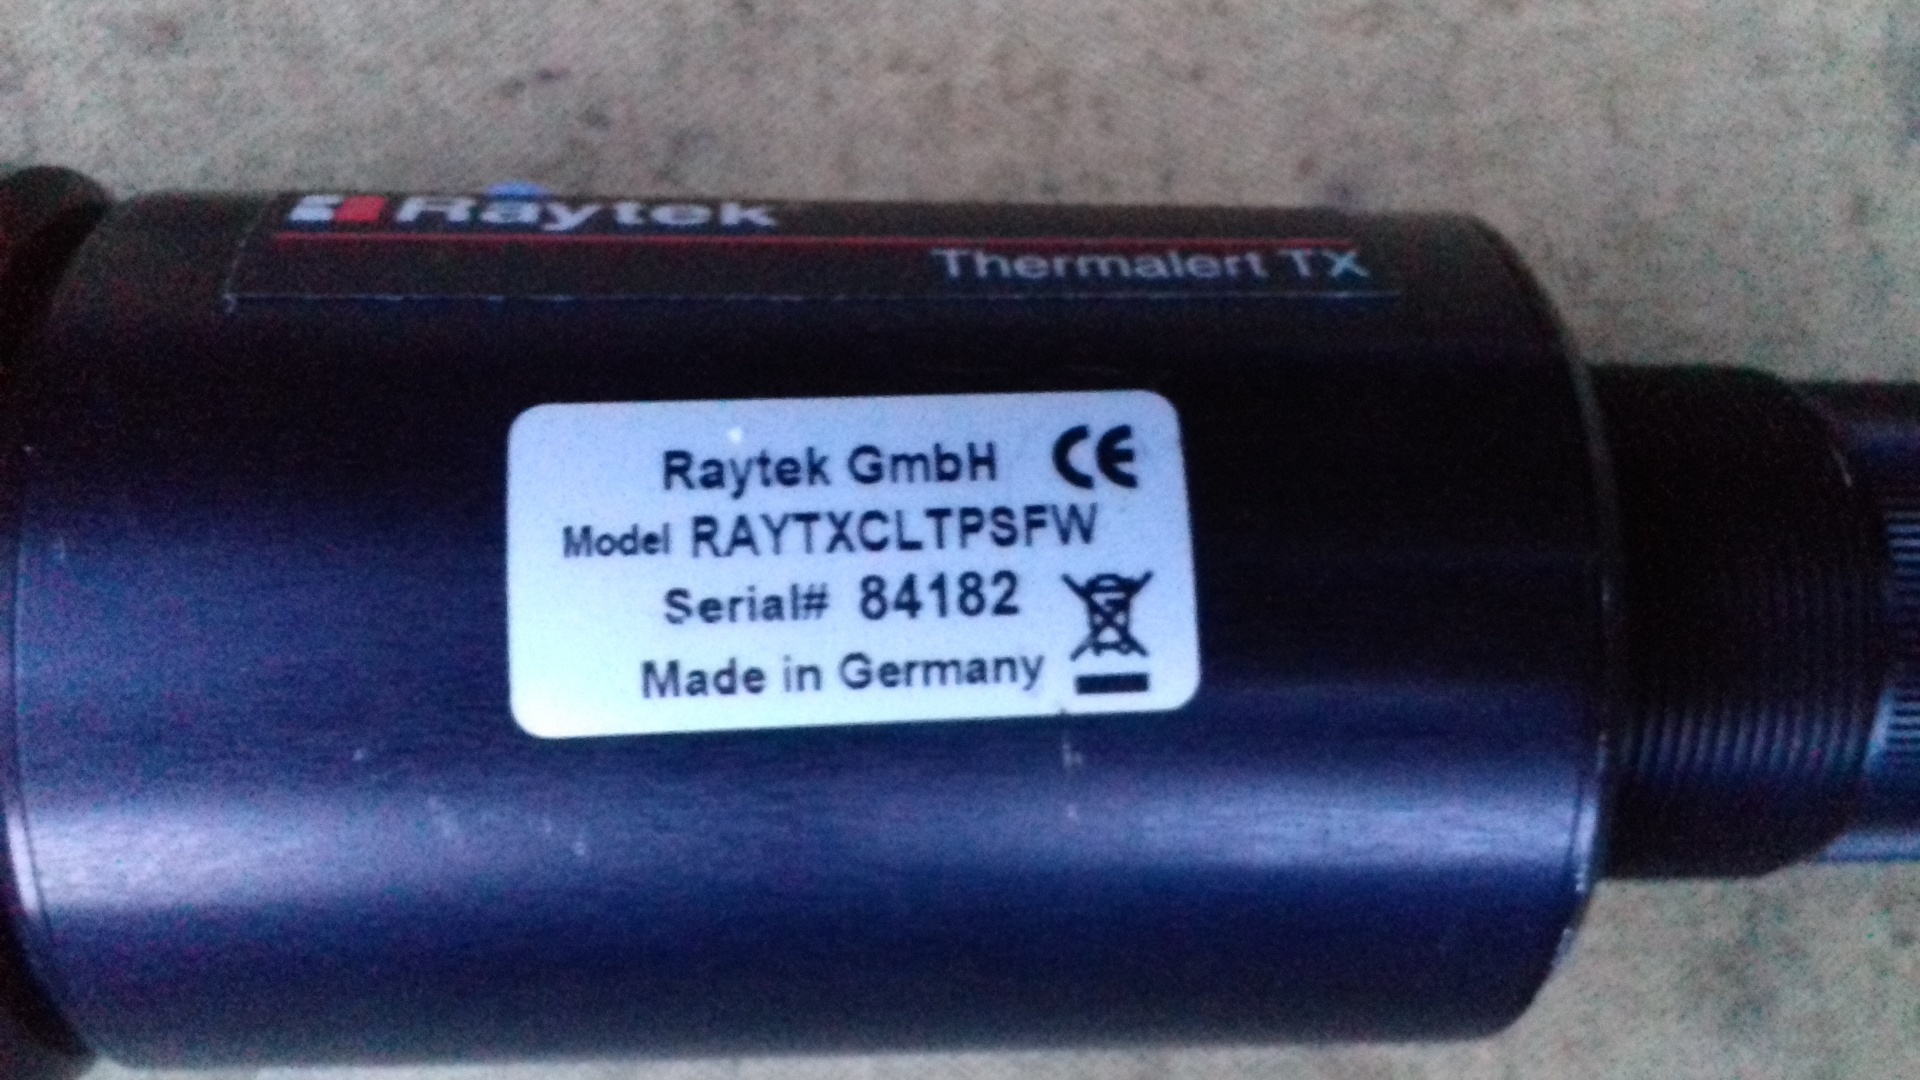 Raytek
Thermalert TX
Raytek GmbH CE
Model RAYTXCLTPSFW
Serial# 84182
Made in Germany